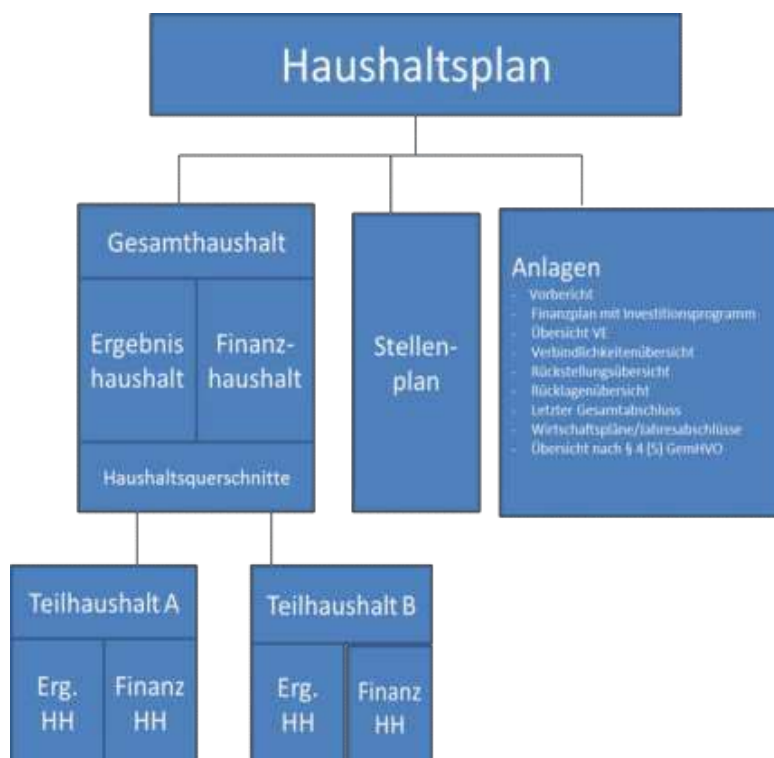 Haushaltsplan
Gesamthaushalt
Ergebnis
haushalt
Finanz-
haushalt
Haushaltsquerschnitte
Stellen-
plan
Anlagen
- Vorbericht
- Finanzplan mit Investitionsprogramm
- Übersicht VE
- Verbindlichkeitenübersicht
- Rückstellungsübersicht
- Rücklagenübersicht
- Letzter Gesamtabschluss
- Wirtschaftspläne/Jahresabschlüsse
- Übersicht nach § 4 (5) GemHVO
Teilhaushalt A
Erg.
HH
Finanz
HH
Teilhaushalt B
Erg.
HH
Finanz
HH